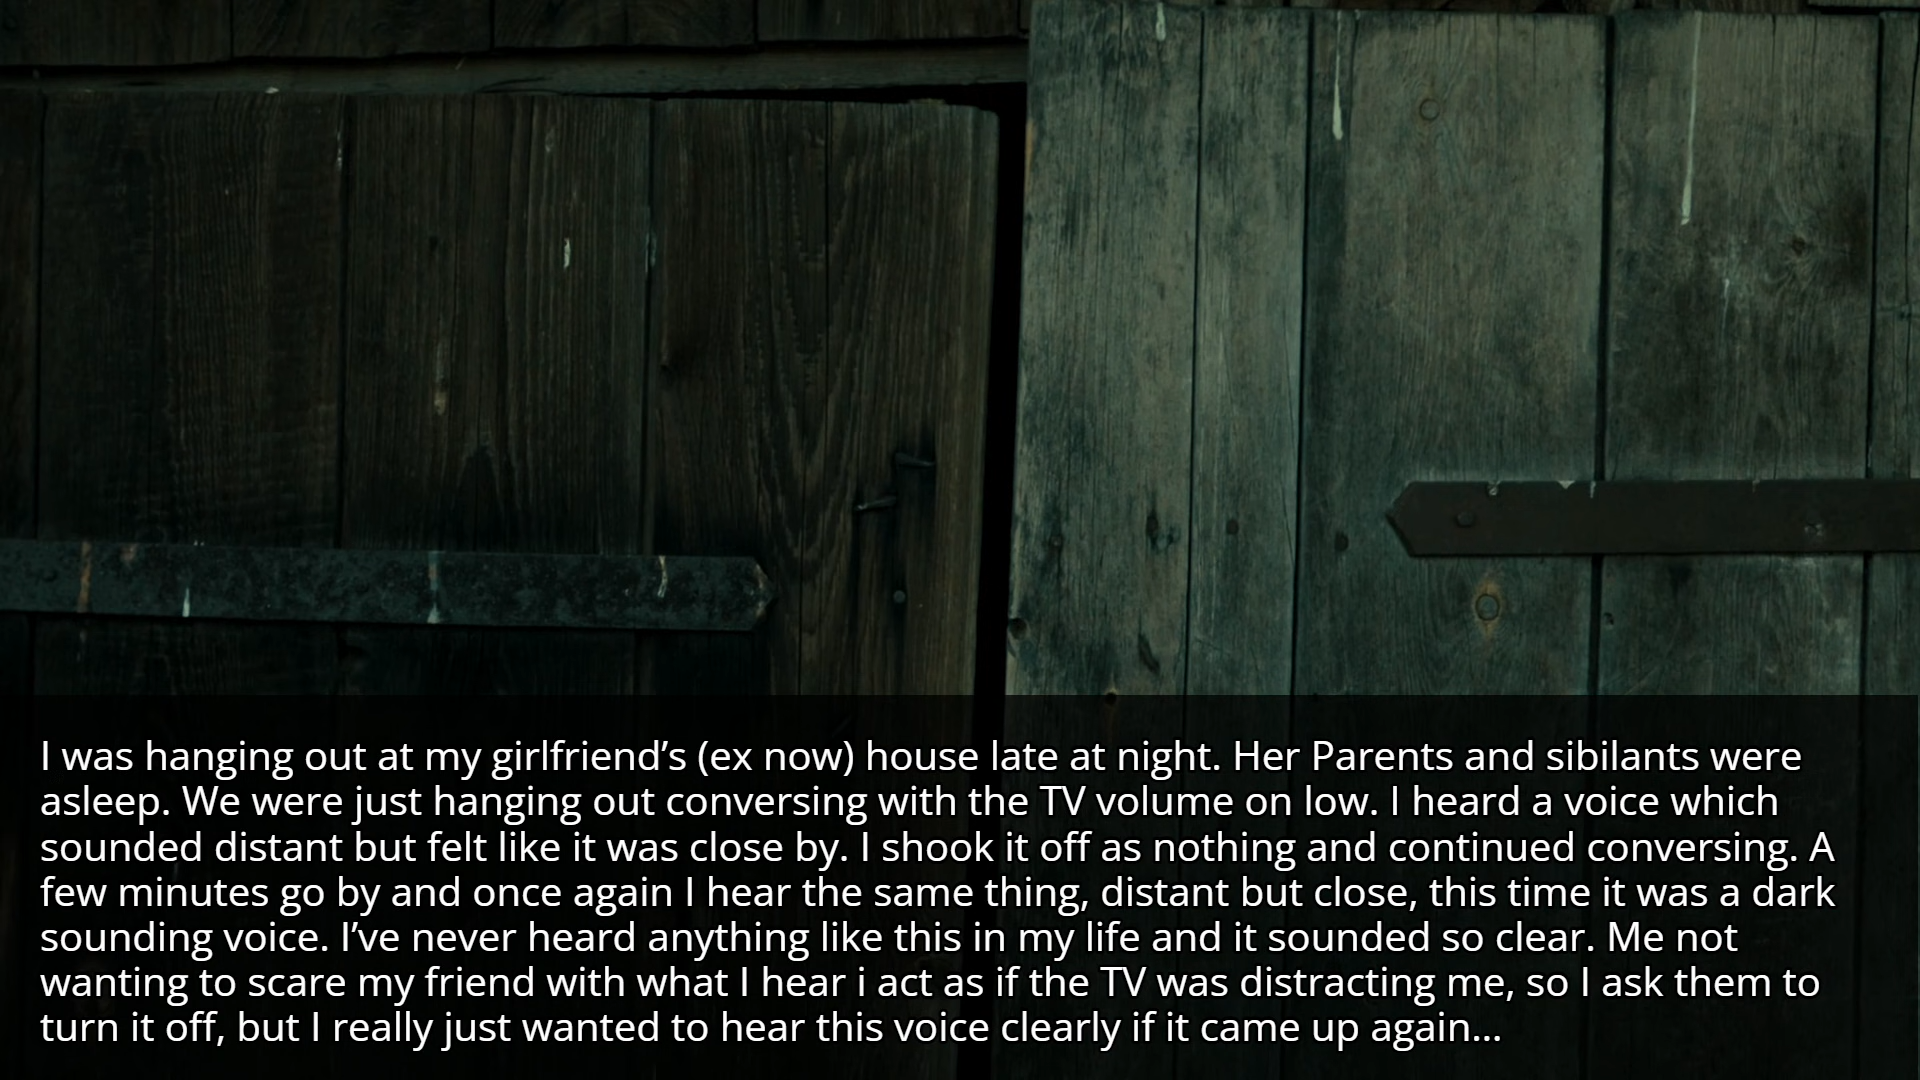 I was hanging out at my girlfriend’s (ex now) house late at night. Her Parents and sibilants were
asleep. We were just hanging out conversing with the TV volume on low. I heard a voice which
sounded distant but felt like it was close by. I shook it off as nothing and continued conversing. A
few minutes go by and once again I hear the same thing, distant but close, this time it was a dark
sounding voice. I’ve never heard anything like this in my life and it sounded so clear. Me not
wanting to scare my friend with what I hear i act as if the TV was distracting me, so I ask them to
turn it off, but I really just wanted to hear this voice clearly if it came up again...